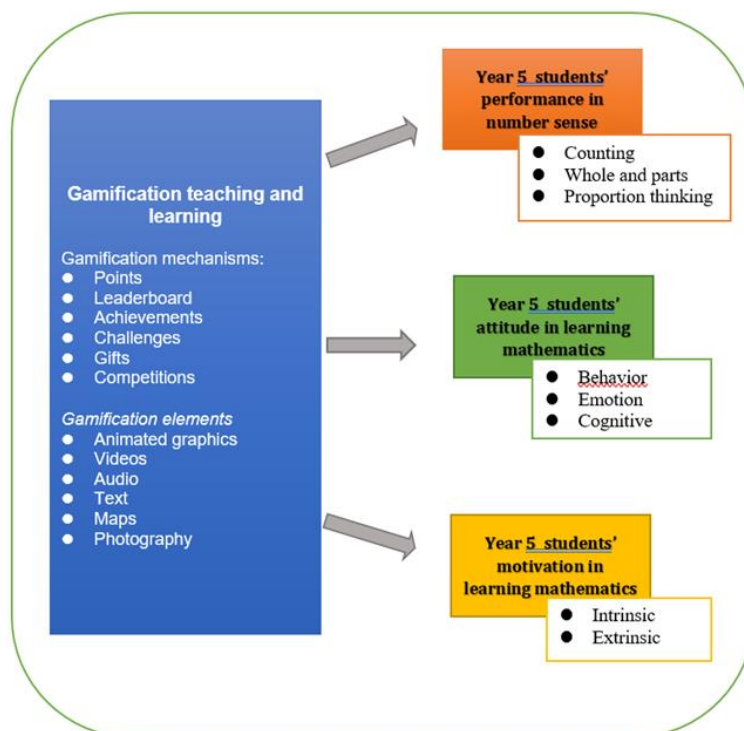 Gamification teaching and
learning
Gamification mechanisms:
● Points
● Leaderboard
● Achievements
● Challenges
● Gifts
● Competitions
Gamification elements
● Animated graphics
● Videos
● Audio
● Text
● Maps
● Photography
Year 5 students'
performance in
number sense
● Counting
● Whole and parts
● Proportion thinking
Year 5 students'
attitude in learning
mathematics
● Behavior
● Emotion
● Cognitive
Year 5 students'
motivation in
learning mathematics
● Intrinsic
● Extrinsic